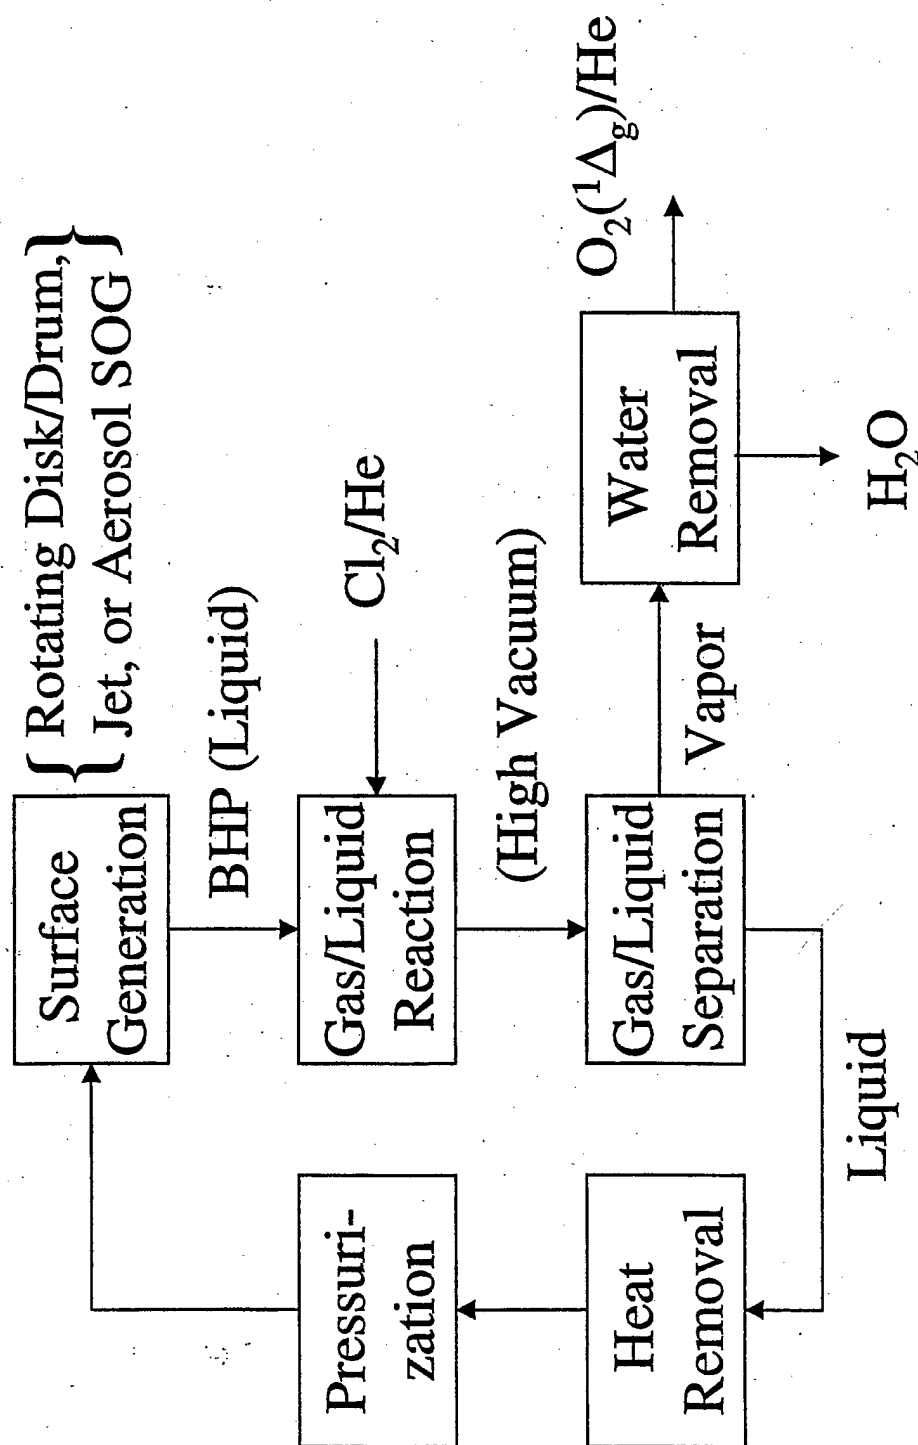 { Rotating Disk/Drum, }
Jet, or Aerosol SOG
Surface
Generation
BHP (Liquid)
Cl₂/He
Gas/Liquid
Reaction
(High Vacuum)
Gas/Liquid
Separation
Vapor
Water
Removal
O₂(¹Δg)/He
H₂O
Liquid
Heat
Removal
Pressuri-
zation